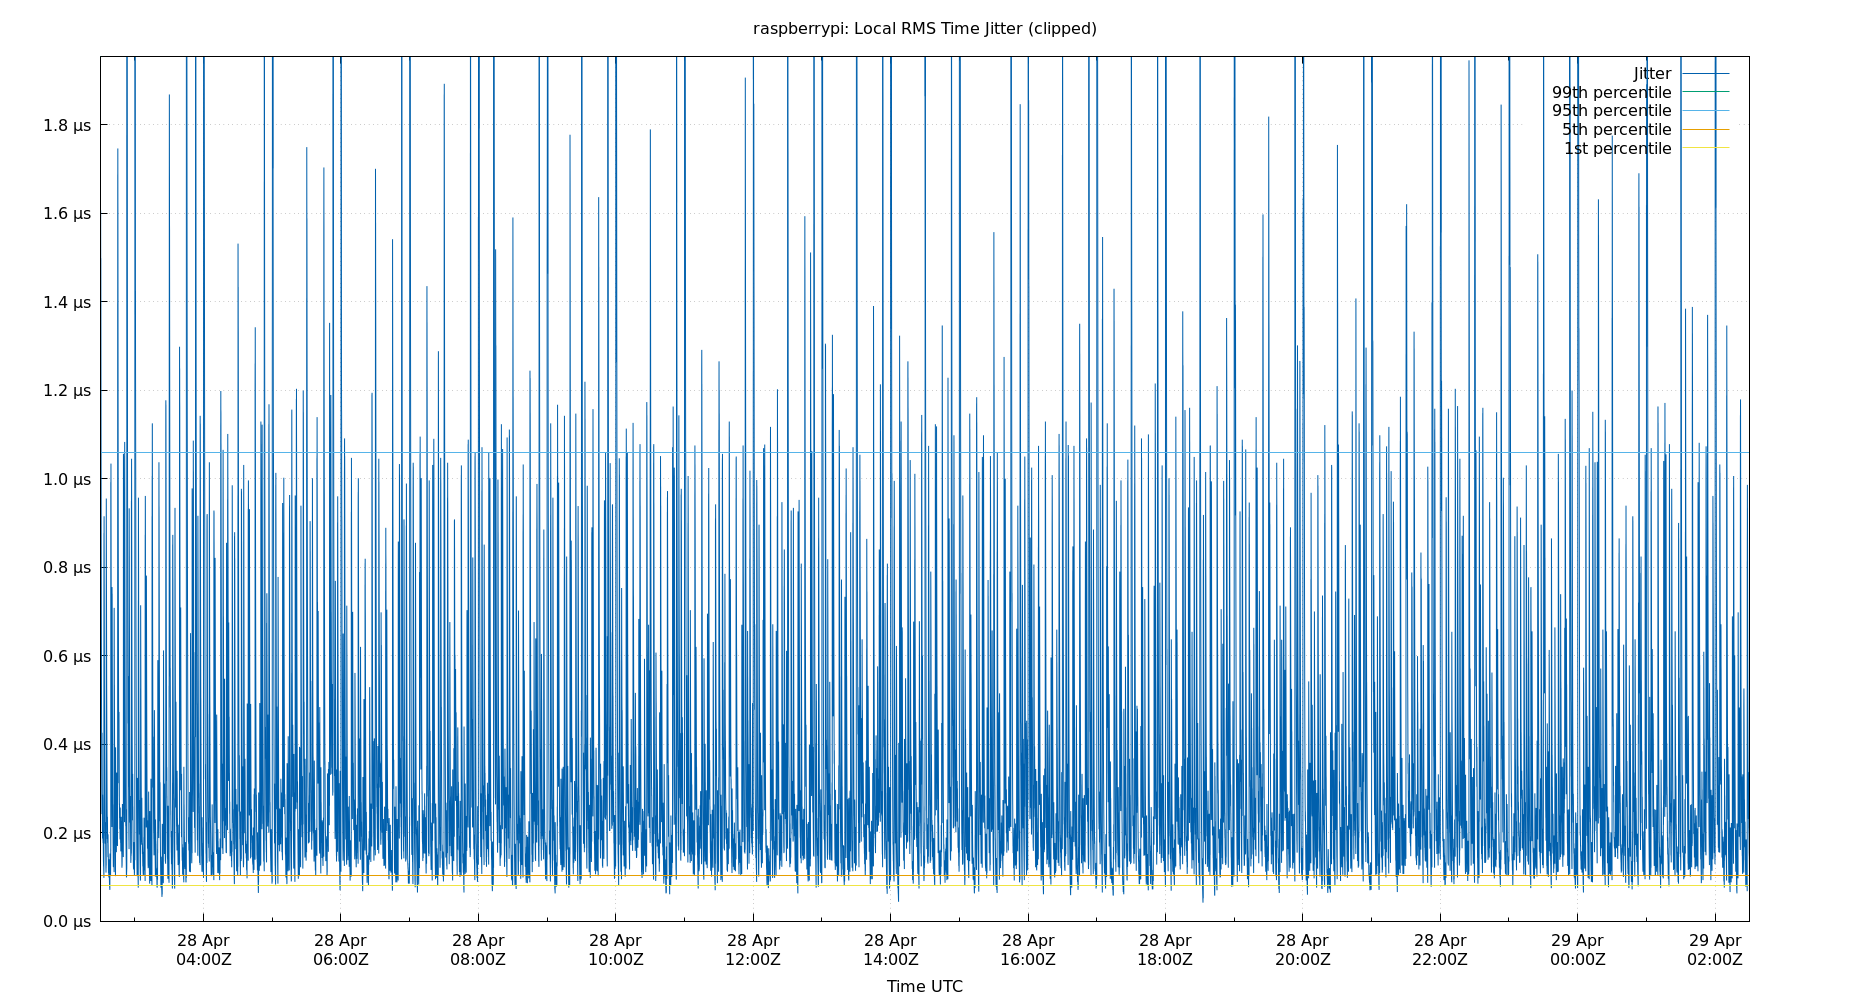 raspberrypi: Local RMS Time Jitter (clipped)
Jitter
99th percentile
95th percentile
5th percentile
1st percentile
1.8 µs
1.6 µs
1.4 µs
1.2 µs
1.0 µs
0.8 µs
0.6 µs
0.4 µs
0.2 µs
0.0 µs
28 Apr 28 Apr 28 Apr 28 Apr 28 Apr 28 Apr 28 Apr 28 Apr 28 Apr 28 Apr 29 Apr 29 Apr
04:00Z 06:00Z 08:00Z 10:00Z 12:00Z 14:00Z 16:00Z 18:00Z 20:00Z 22:00Z 00:00Z 02:00Z
Time UTC